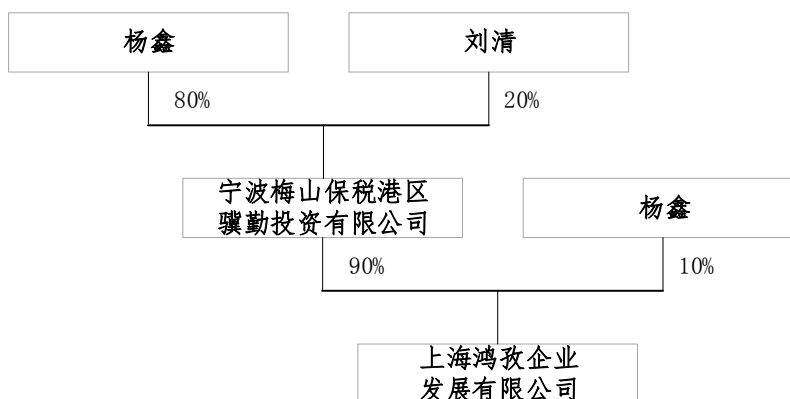 杨鑫
刘清
80%
20%
宁波梅山保税港区
骥勤投资有限公司
杨鑫
90%
10%
上海鸿孜企业
发展有限公司